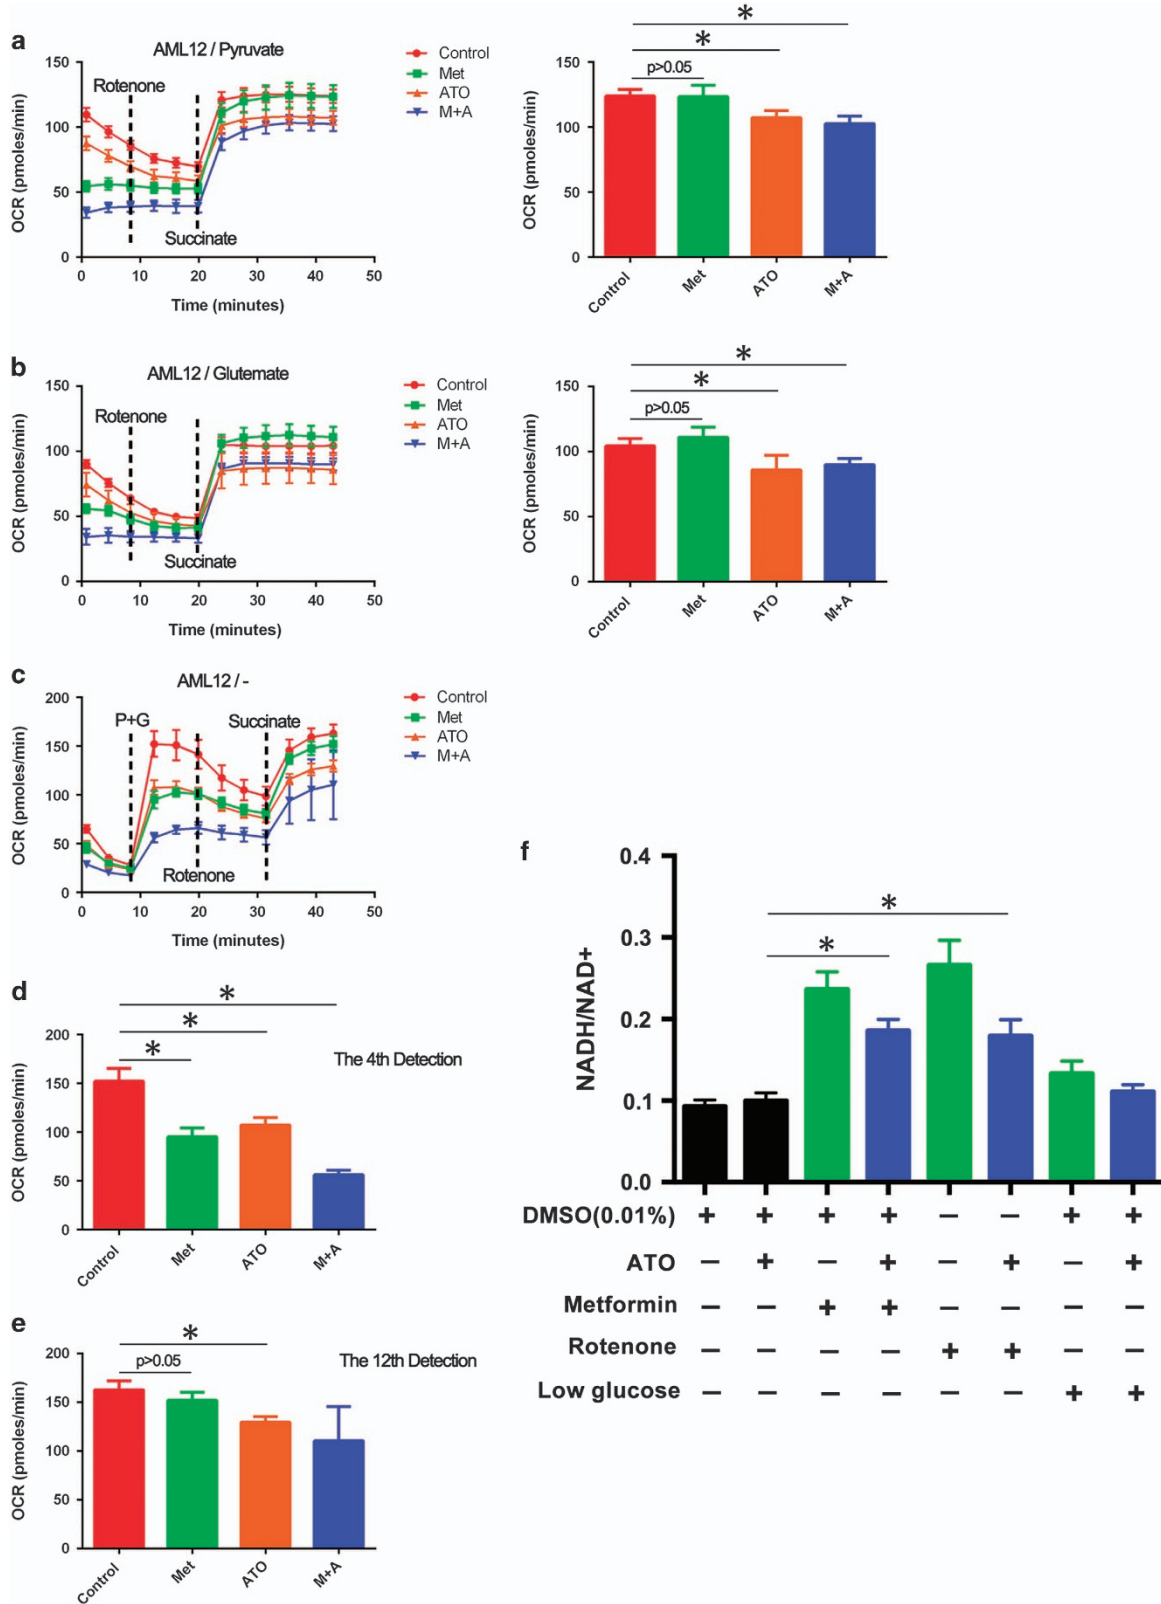 a
AML12 / Pyruvate
Control
Met
ATO
M+A
Rotenone
Succinate
OCR (pmoles/min)
150
100
50
0
0 10 20 30 40 50
Time (minutes)
*
*
p>0.05
OCR (pmoles/min)
150
100
50
0
Control Met ATO M+A
b
AML12 / Glutemate
Control
Met
ATO
M+A
Rotenone
Succinate
OCR (pmoles/min)
150
100
50
0
0 10 20 30 40 50
Time (minutes)
*
*
p>0.05
OCR (pmoles/min)
150
100
50
0
Control Met ATO M+A
c
AML12 / -
Control
Met
ATO
M+A
P+G
Succinate
Rotenone
OCR (pmoles/min)
200
150
100
50
0
0 10 20 30 40 50
Time (minutes)
d
*
*
*
The 4th Detection
OCR (pmoles/min)
200
150
100
50
0
Control Met ATO M+A
e
*
p>0.05
The 12th Detection
OCR (pmoles/min)
200
150
100
50
0
Control Met ATO M+A
f
*
*
NADH/NAD+
0.4
0.3
0.2
0.1
0.0
DMSO(0.01%) + + + + – – + +
ATO – + – + – + – +
Metformin – – + + – – – –
Rotenone – – – – + + – –
Low glucose – – – – – – + +